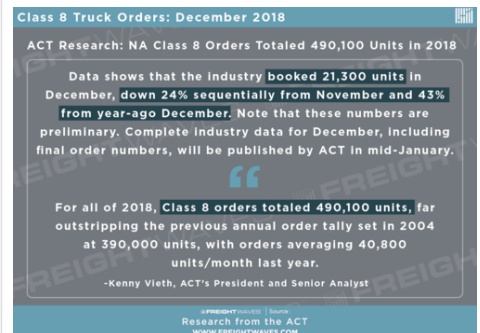 Class 8 Truck Orders: December 2018
ACT Research: NA Class 8 Orders Totaled 490,100 Units in 2018
Data shows that the industry booked 21,300 units in
December, down 24% sequentially from November and 43%
from year-ago December. Note that these numbers are
preliminary. Complete industry data for December, including
final order numbers, will be published by ACT in mid-January.
“
For all of 2018, Class 8 orders totaled 490,100 units, far
outstripping the previous annual order tally set in 2004
at 390,000 units, with orders averaging 40,800
units/month last year.
-Kenny Vieth, ACT's President and Senior Analyst
@FREIGHTWAVES | Source:
Research from the ACT
WWW.FREIGHTWAVES.COM